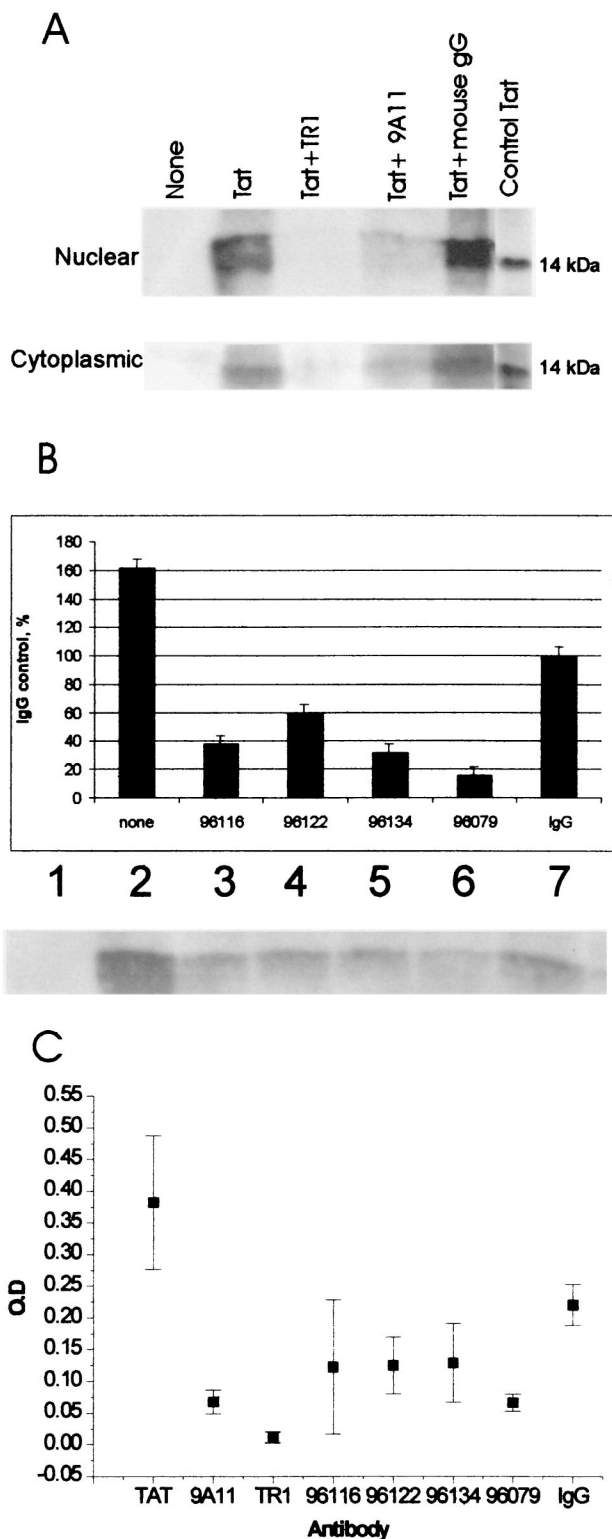 A
None
Tat
Tat+TR1
Tat+ 9A11
Tat+mouse gG
Control Tat
Nuclear
14 kDa
Cytoplasmic
14 kDa
B
180
160
140
120
100
80
60
40
20
0
IgG control, %
none 96116 96122 96134 96079 IgG
1 2 3 4 5 6 7
C
0.55
0.50
0.45
0.40
0.35
0.30
0.25
0.20
0.15
0.10
0.05
0.00
-0.05
O.D
TAT 9A11 TR1 96116 96122 96134 96079 IgG
Antibody